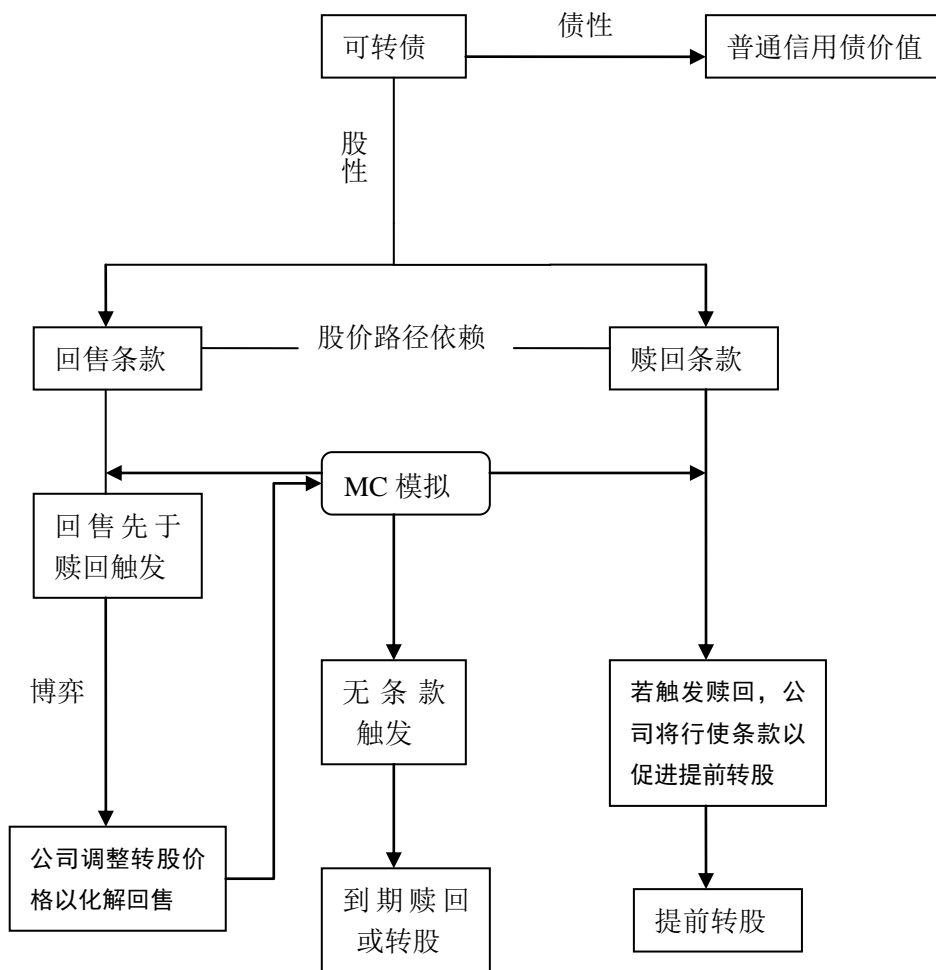 债性
可转债
普通信用债价值
股
性
股价路径依赖
回售条款
赎回条款
MC 模拟
回售先于
赎回触发
博弈
无条款
触发
若触发赎回，公
司将行使条款以
促进提前转股
公司调整转股价
格以化解回售
到期赎回
或转股
提前转股